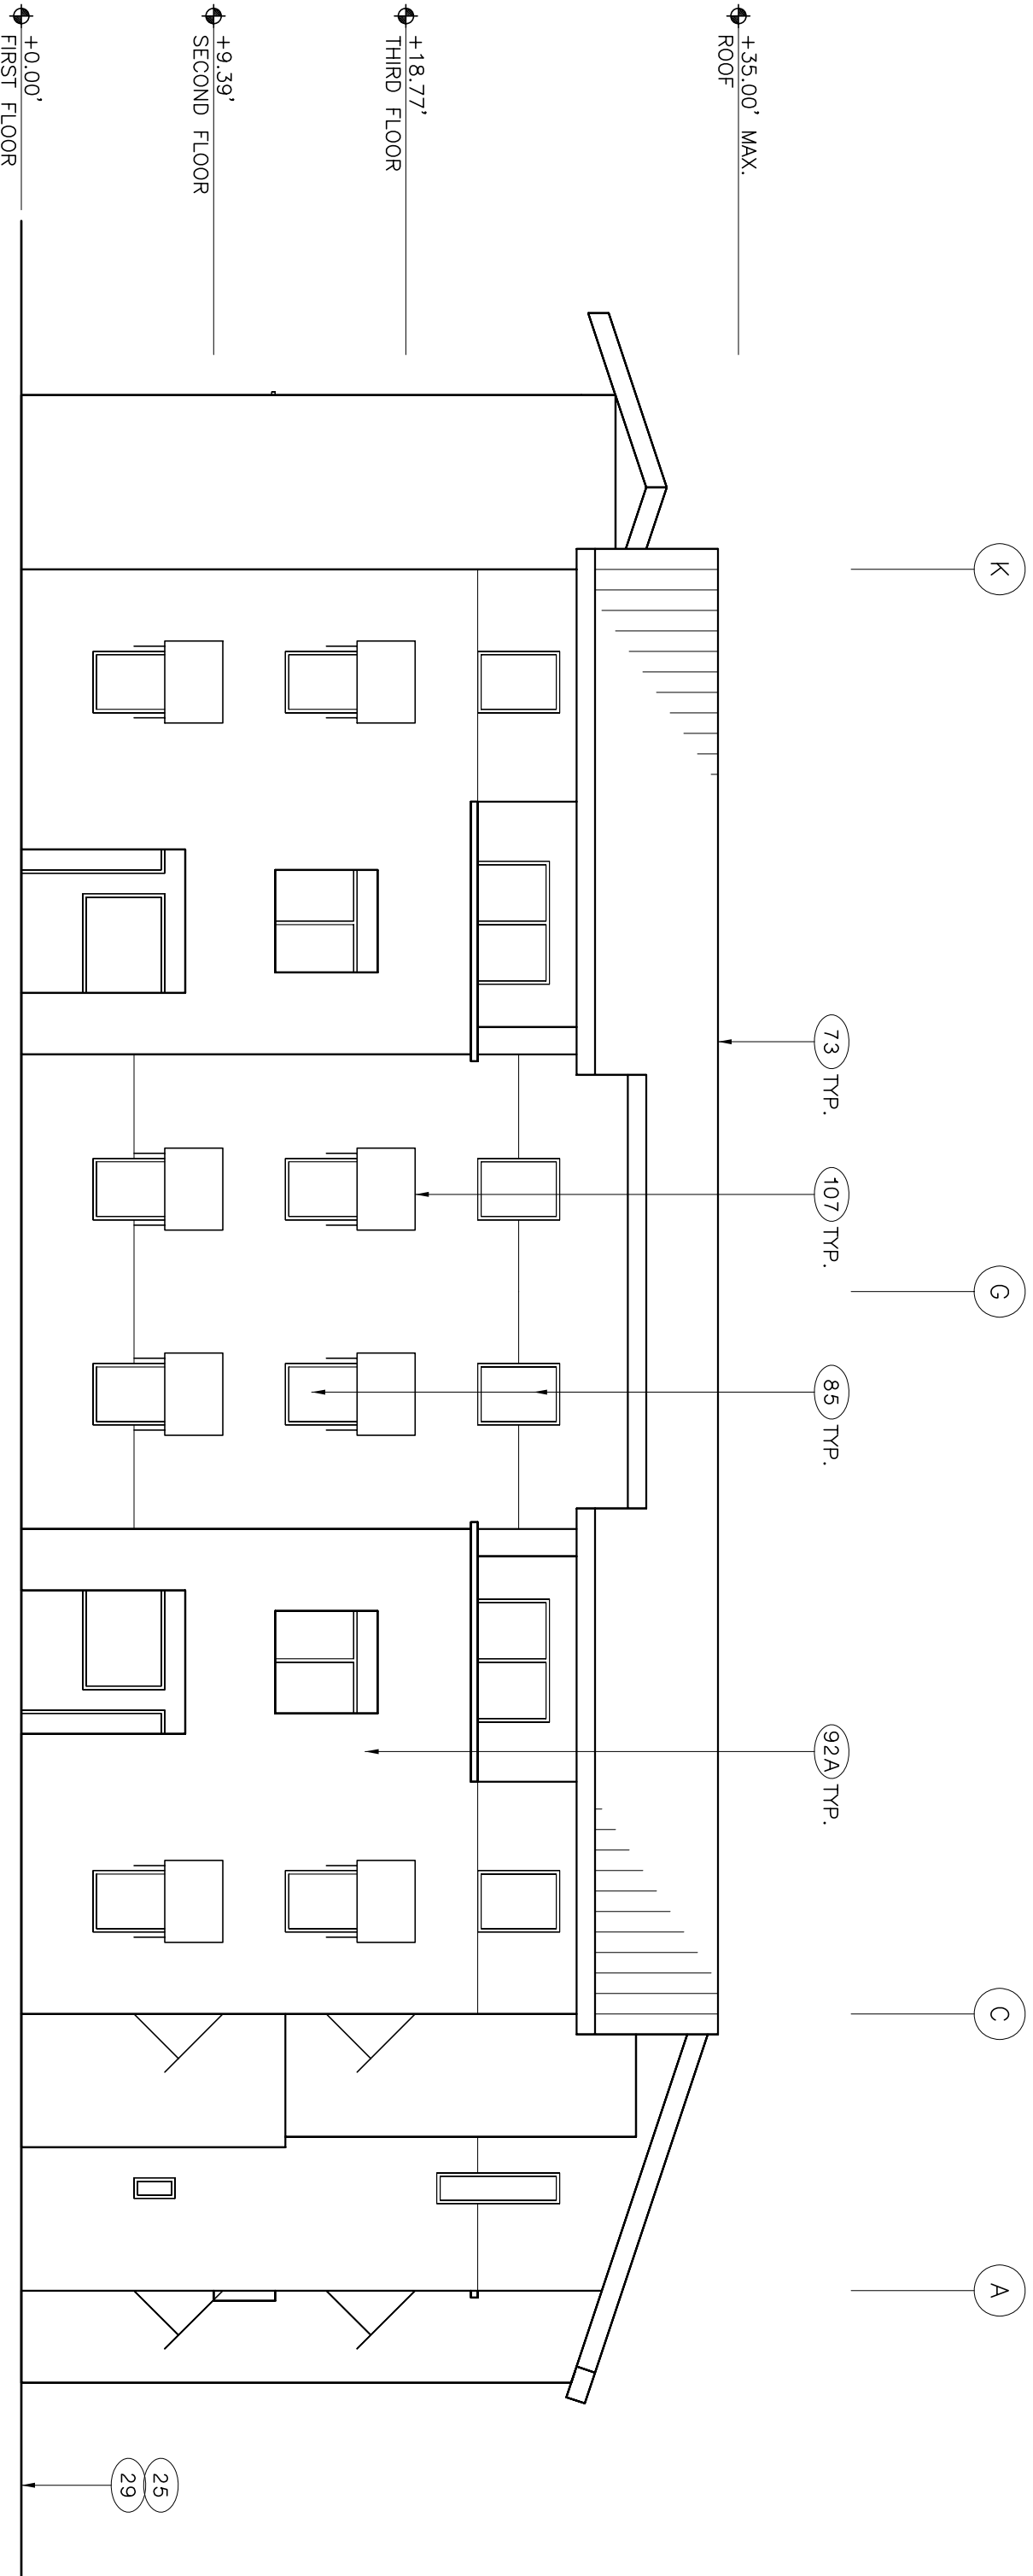 K
G
C
A
73 TYP.
107 TYP.
85 TYP.
92A TYP.
+35.00' MAX.
ROOF
+18.77'
THIRD FLOOR
+9.39'
SECOND FLOOR
+0.00'
FIRST FLOOR
25
29